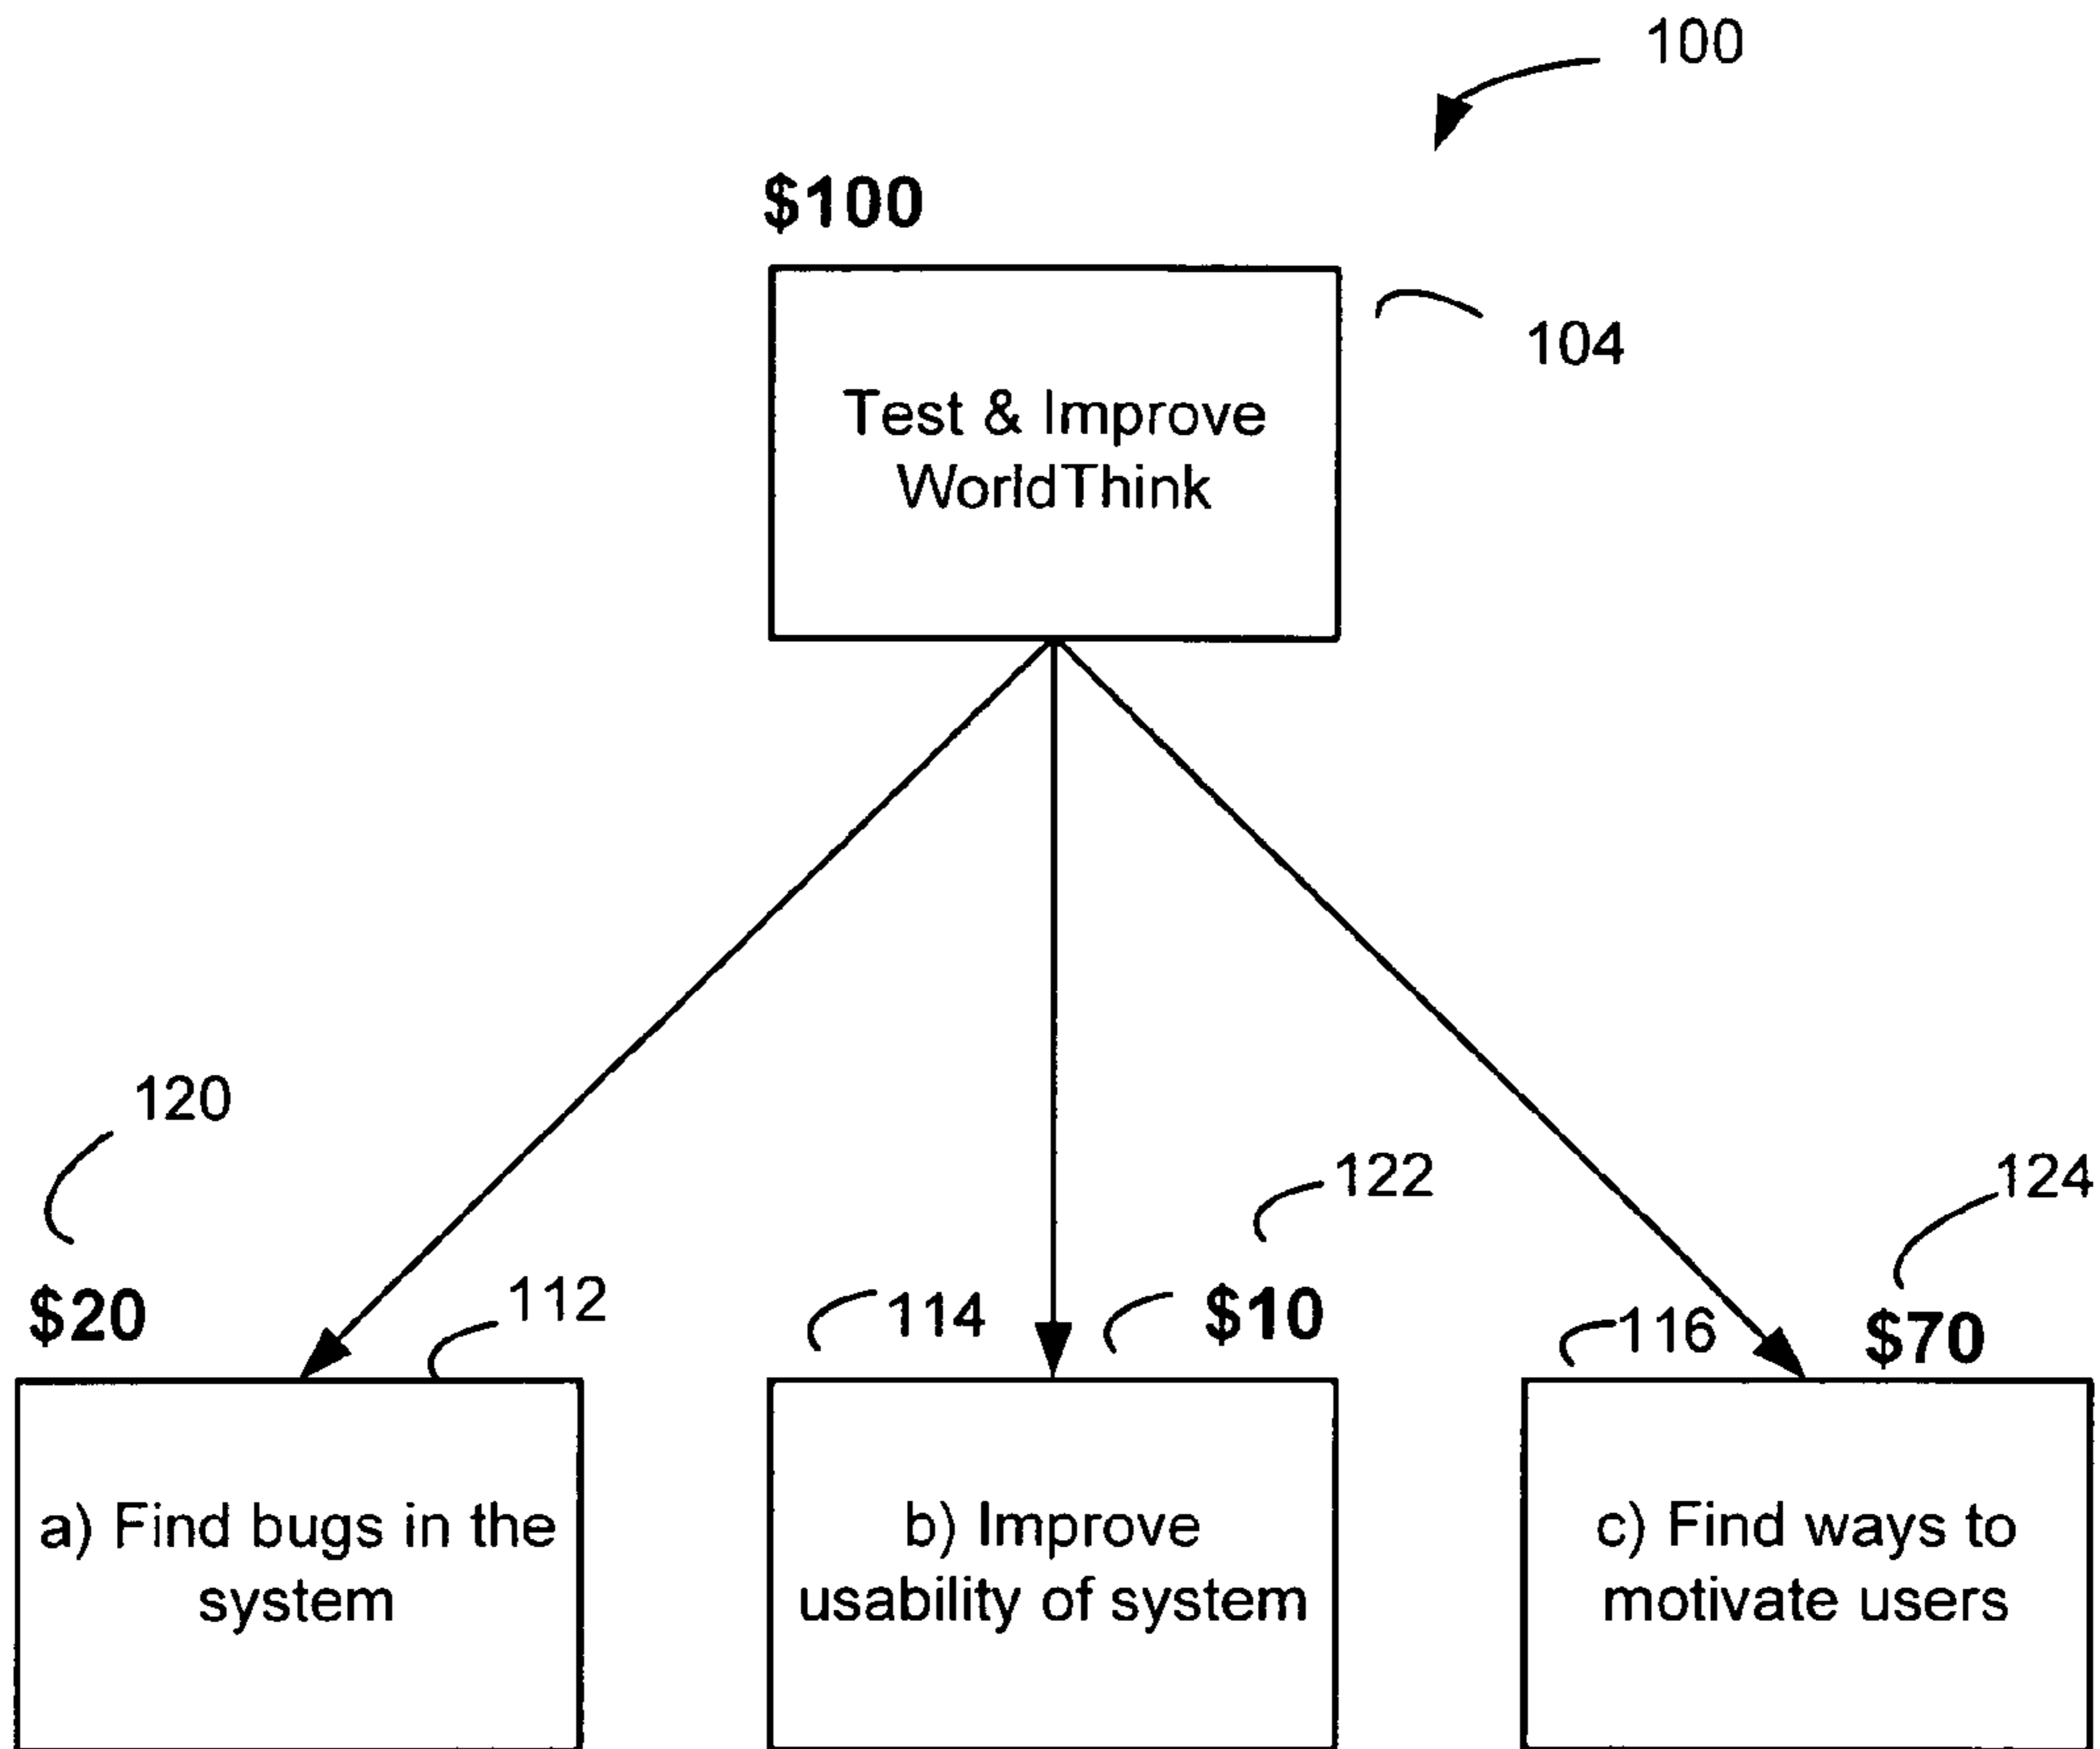 100
$100
104
Test & Improve
WorldThink
120
122
124
$20
112
114
$10
116
$70
a) Find bugs in the
system
b) Improve
usability of system
c) Find ways to
motivate users